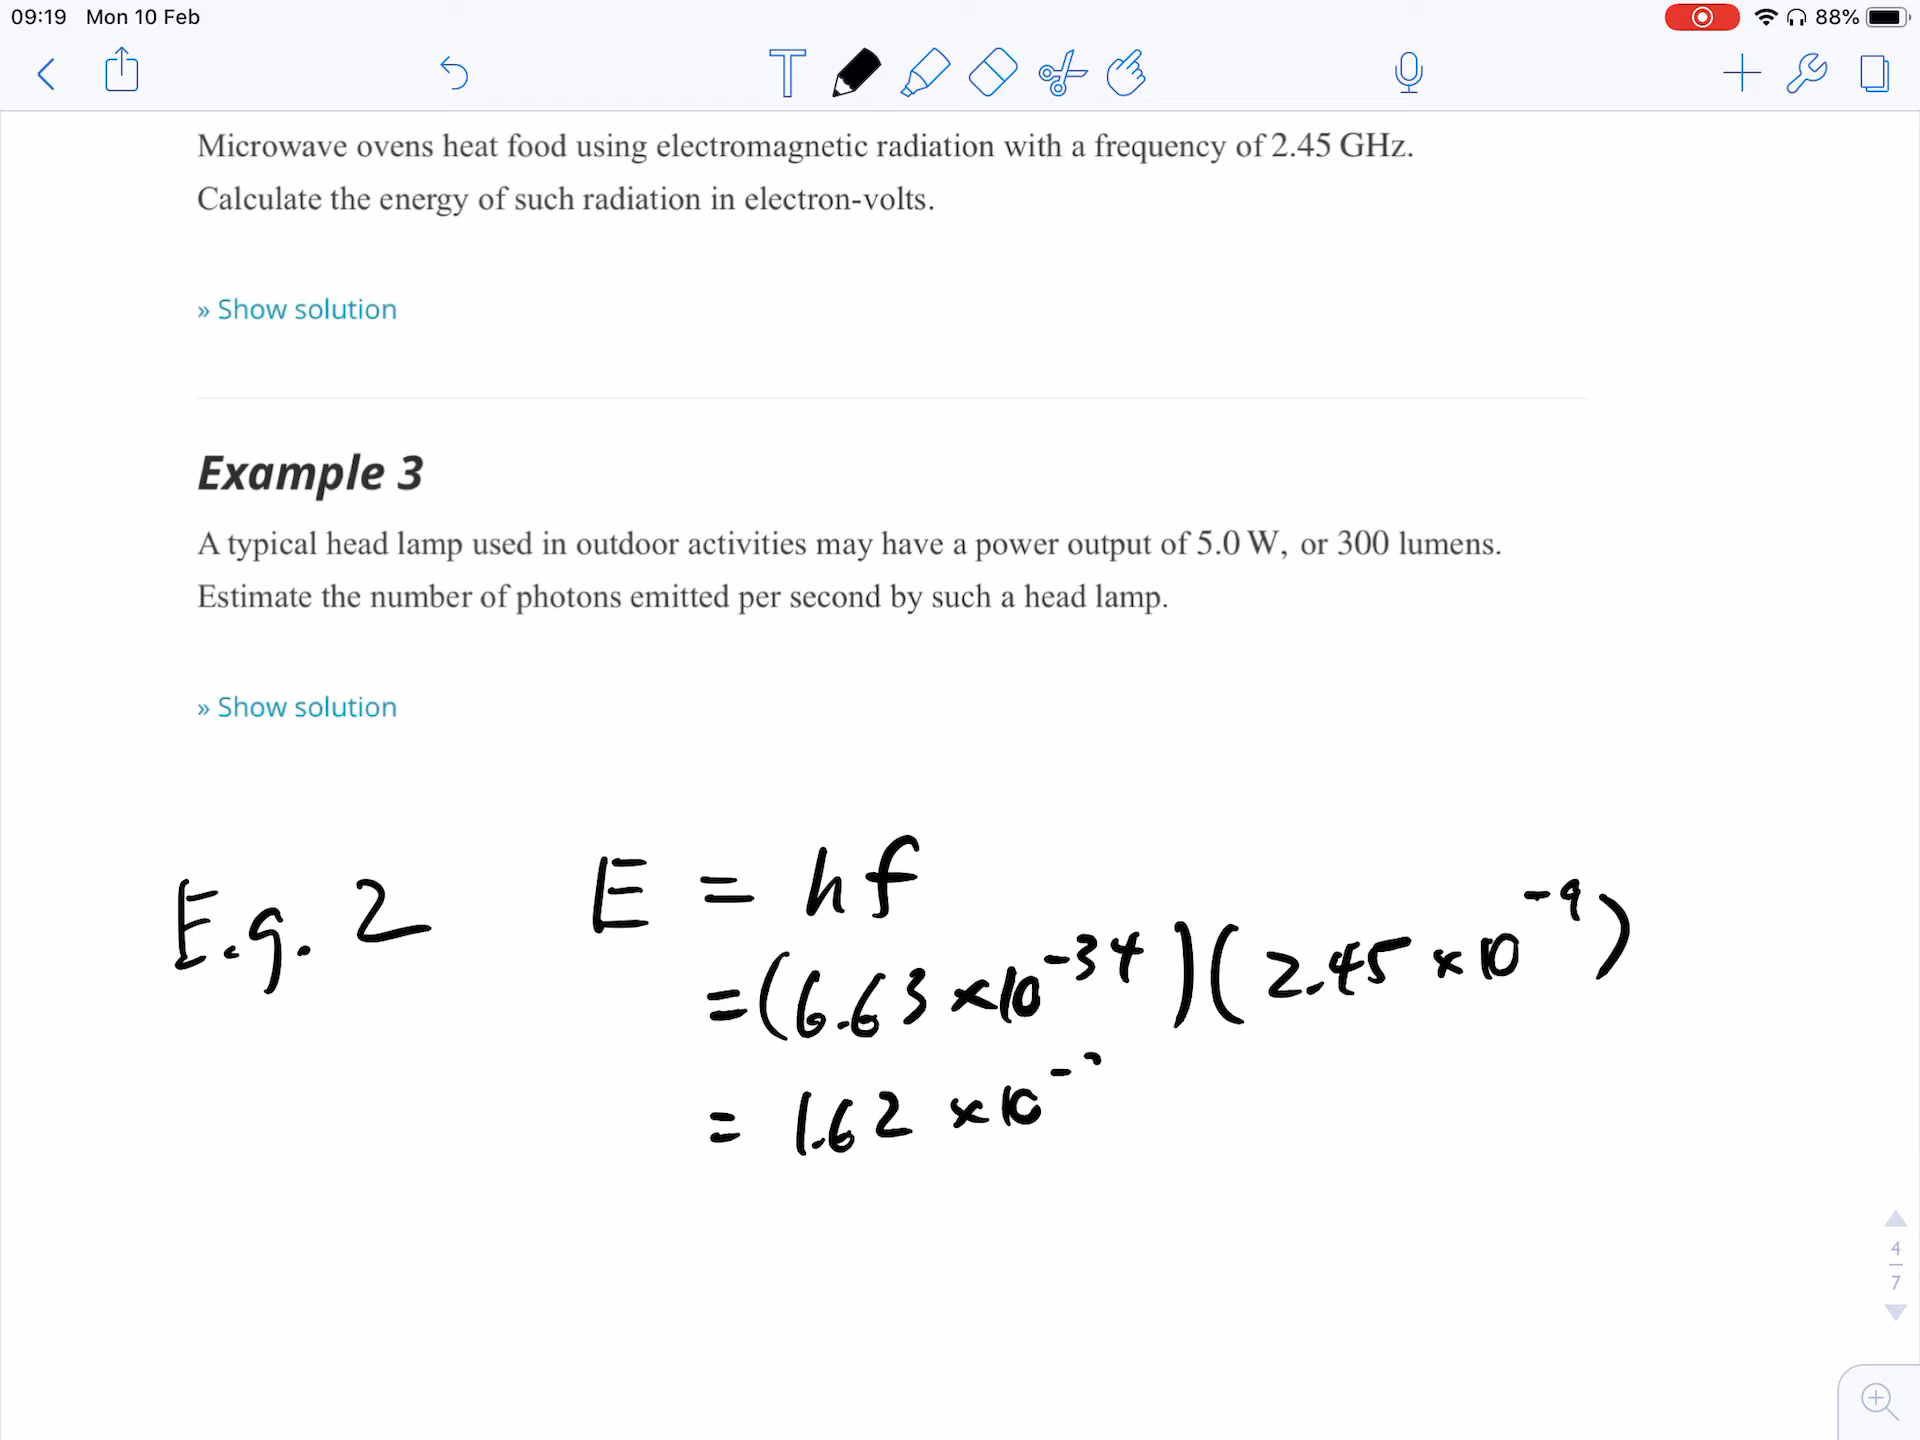 09:19 Mon 10 Feb 88%
Microwave ovens heat food using electromagnetic radiation with a frequency of 2.45 GHz.
Calculate the energy of such radiation in electron-volts.
» Show solution
Example 3
A typical head lamp used in outdoor activities may have a power output of 5.0 W, or 300 lumens.
Estimate the number of photons emitted per second by such a head lamp.
» Show solution
E.g. 2 E = hf
= (6.63 ×10⁻³⁴)(2.45 ×10⁻⁹)
= 1.62 ×10⁻
4
7